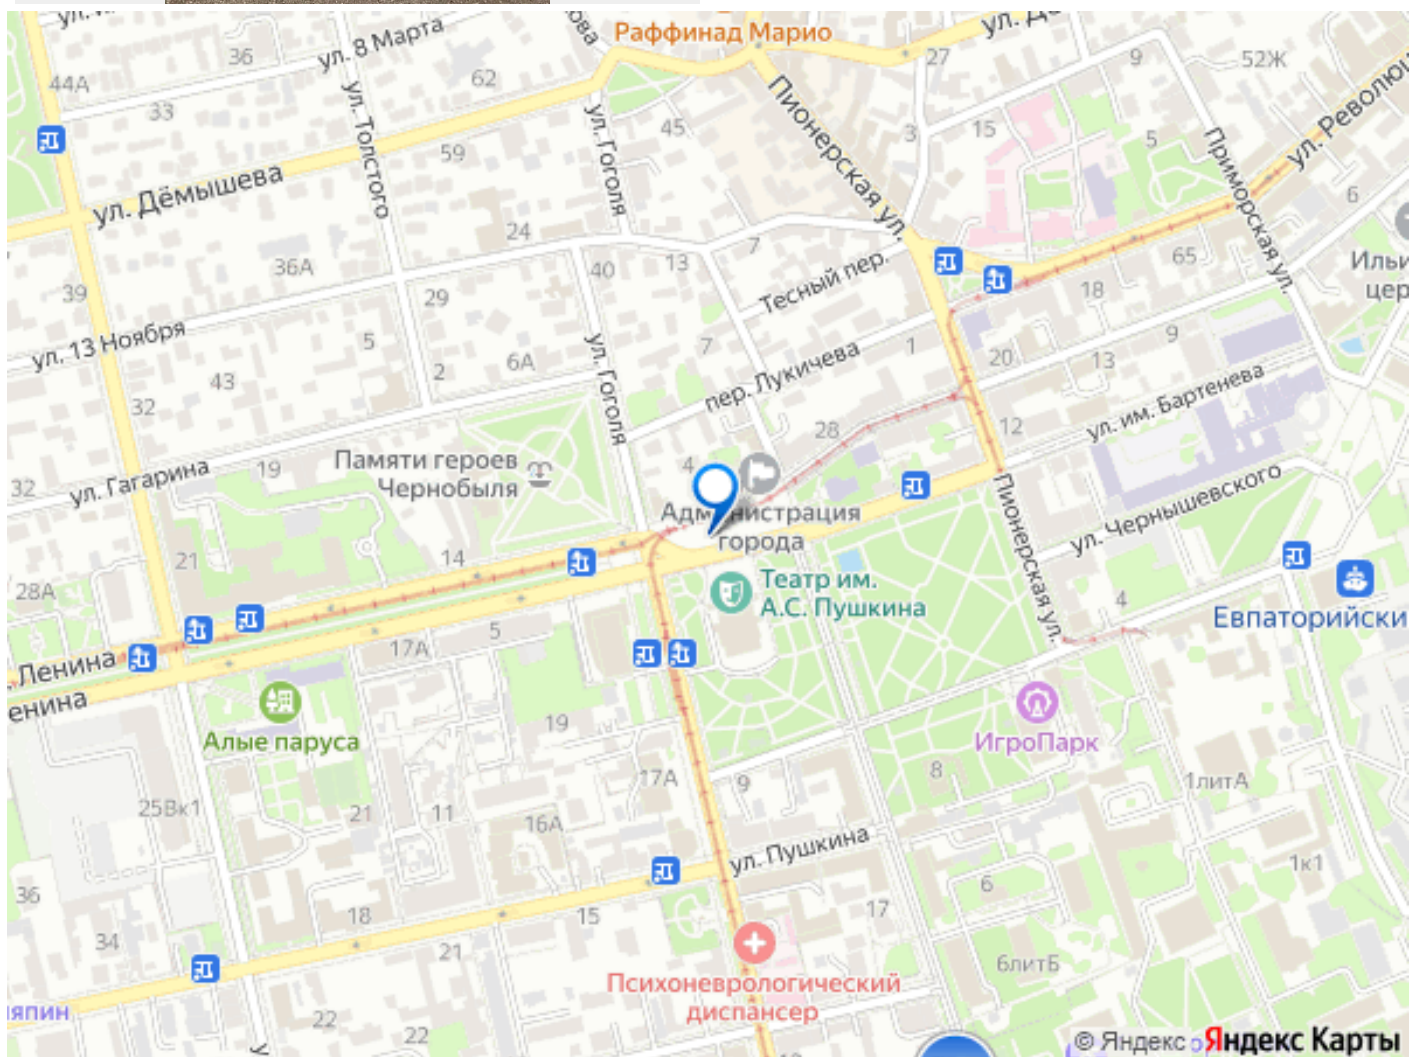 Раффинад Марио
36
ул. 8 Марта
27
9
52Ж
44А
62
33
ул. Толстого
ул. Гоголя
45
Пионерская ул.
3
15
5
Приморская ул.
59
ул. Дёмышева
6
24
7
36А
40
13
Тесный пер.
65
39
29
18
ул. 13 Ноября
5
ул. Гоголя
7
1
9
20
13
6А
2
43
пер. Лукичева
32
ул. им. Бартенева
12
28
Памяти героев
Чернобыля
4
19
32
ул. Гагарина
Пионерская ул.
ул. Чернышевского
Администрация
города
21
14
28А
Театр им.
А.С. Пушкина
4
Евпаторийски
5
17А
Ленина
енина
19
Алые паруса
ИгроПарк
17А
9
8
1литА
25Вк1
21
11
16А
ул. Пушкина
1к1
36
6
18
15
17
34
21
6литБ
Психоневрологический
диспансер
япин
22
22
© Яндекс
Яндекс Карты